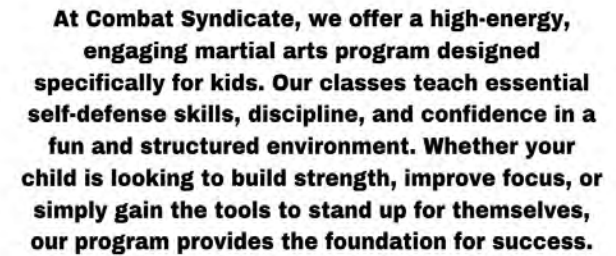 At Combat Syndicate, we offer a high-energy,
engaging martial arts program designed
specifically for kids. Our classes teach essential
self-defense skills, discipline, and confidence in a
fun and structured environment. Whether your
child is looking to build strength, improve focus, or
simply gain the tools to stand up for themselves,
our program provides the foundation for success.